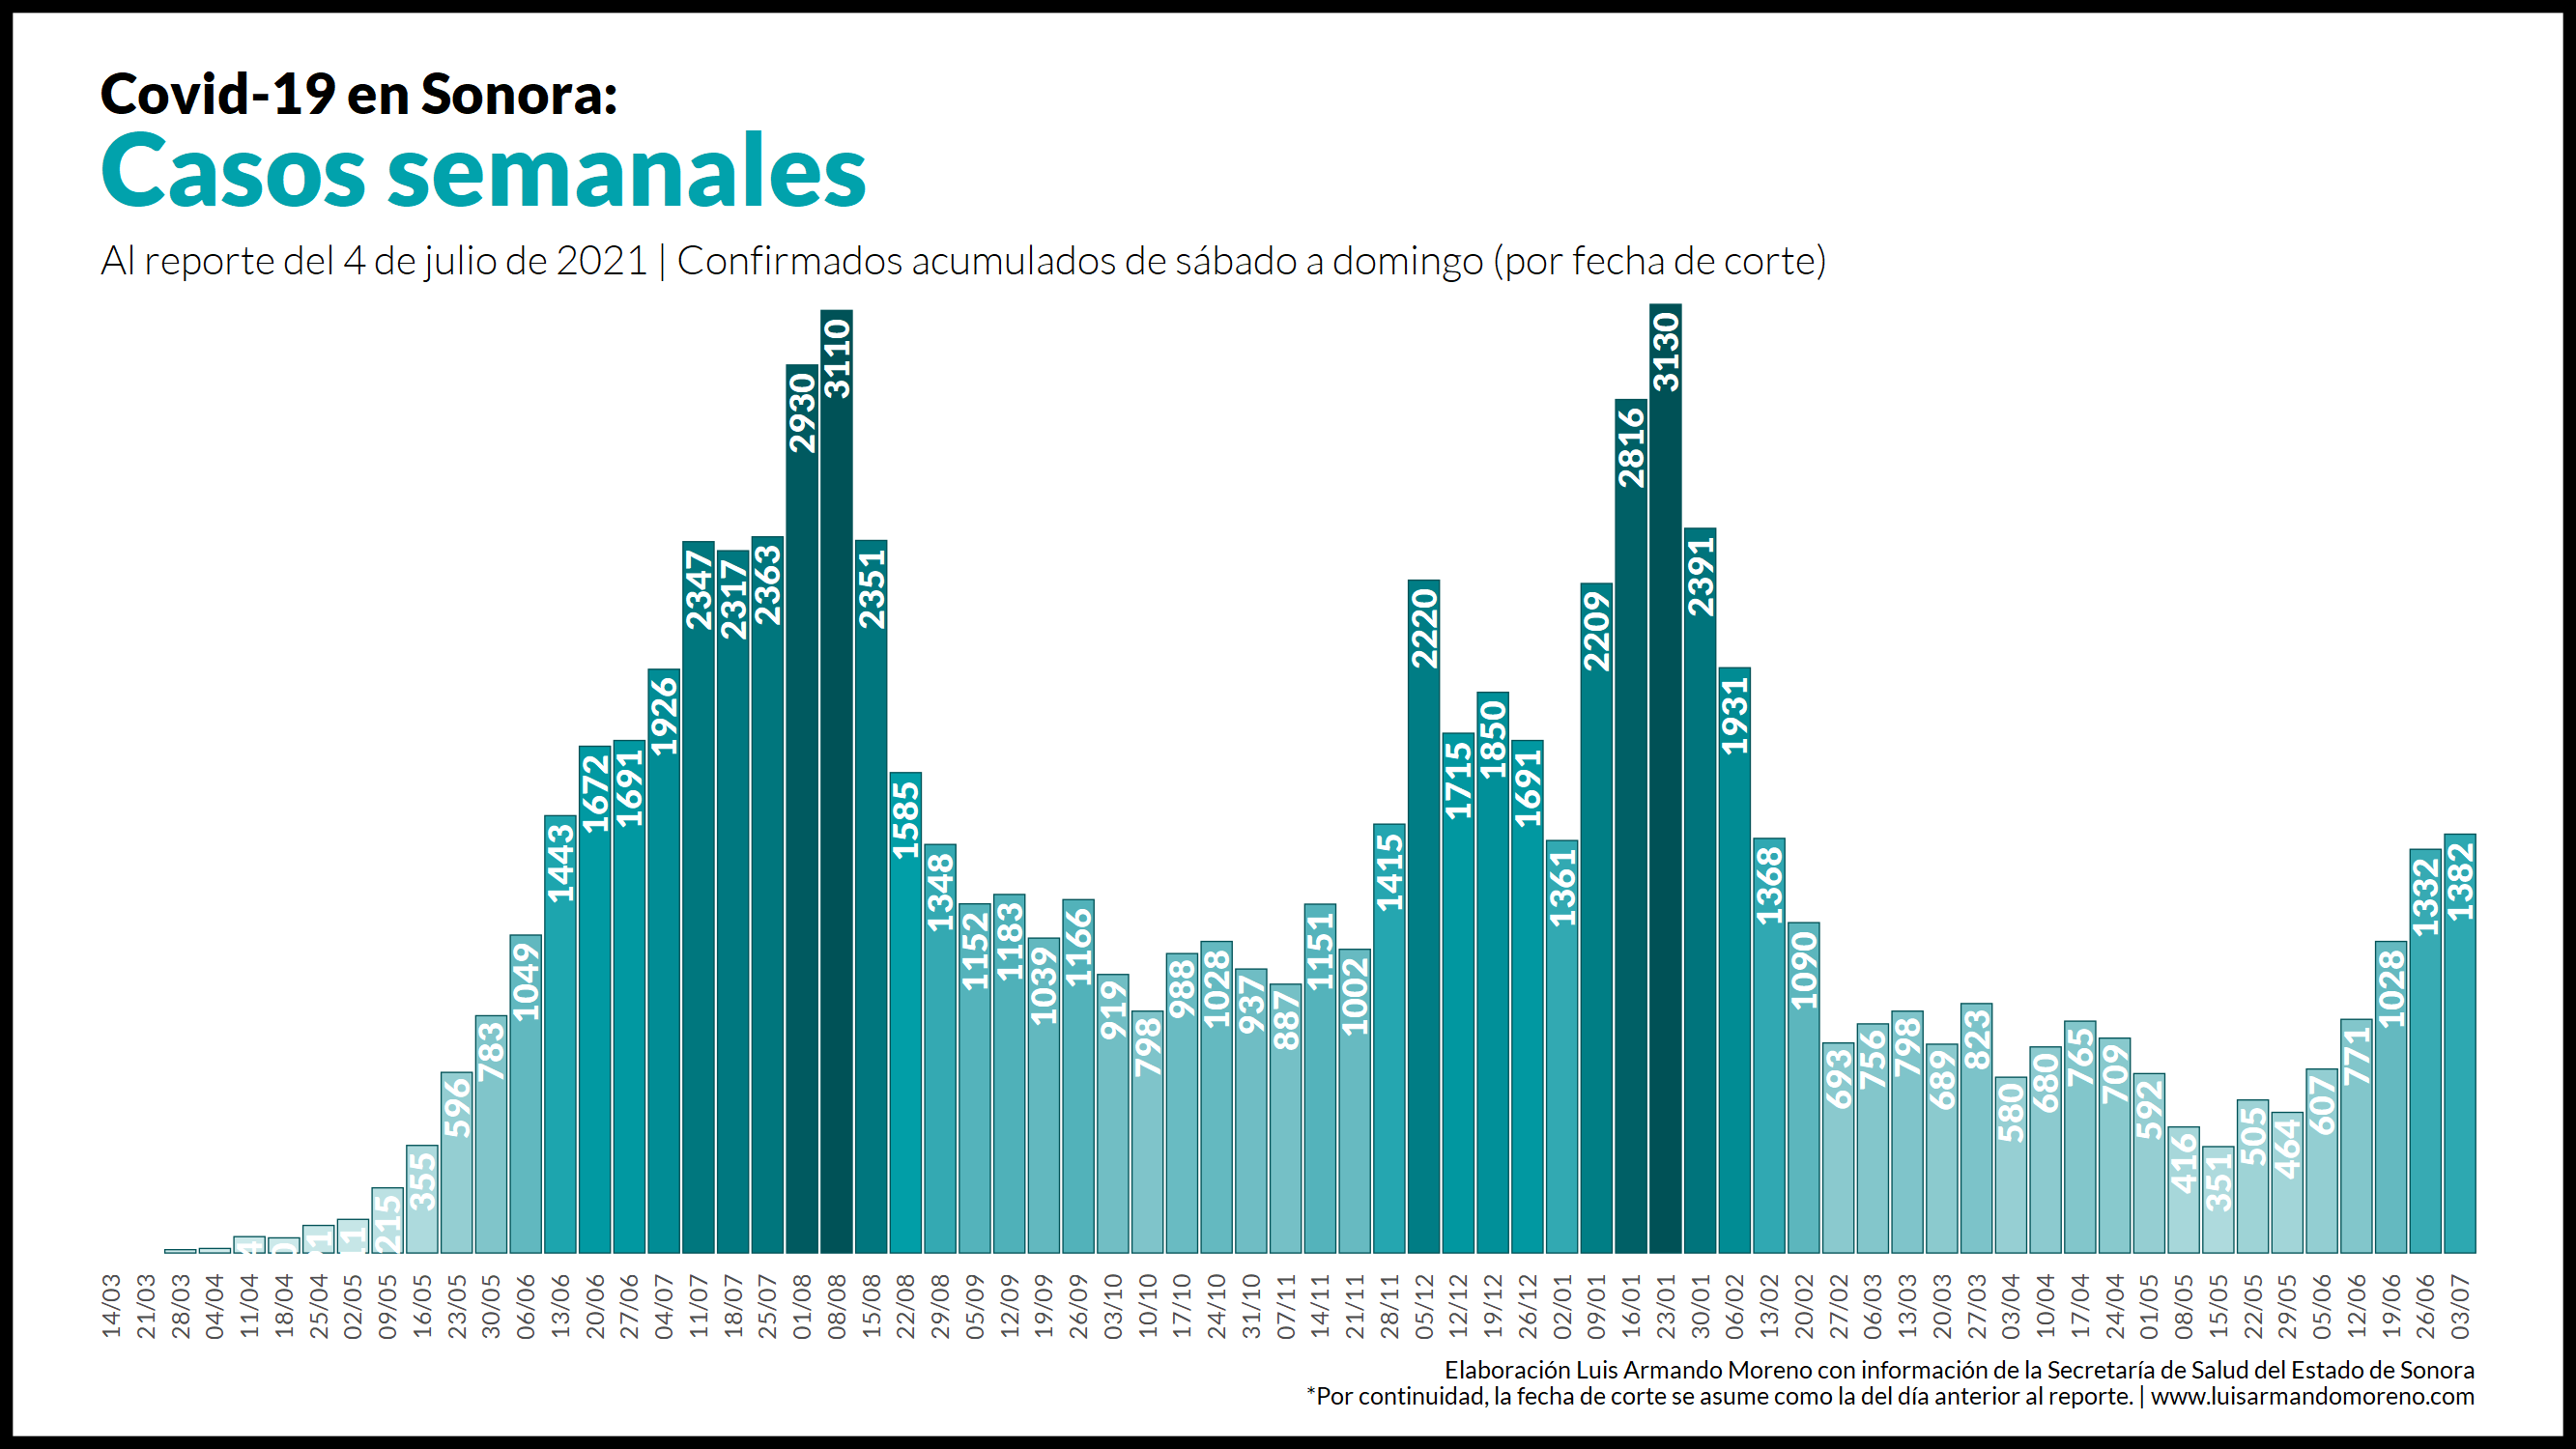 Covid-19 en Sonora:
Casos semanales
Al reporte del 4 de julio de 2021 | Confirmados acumulados de sábado a domingo (por fecha de corte)
215 355 596 783 1049 1443 1672 1691 1926 2347 2317 2363 2930 3110 2351 1585 1348 1152 1183 1039 1166 919 798 988 1028 937 887 1151 1002 1415 2220 1715 1850 1691 1361 2209 2816 3130 2391 1931 1368 1090 693 756 798 689 823 580 680 765 709 592 416 351 505 464 607 771 1028 1332 1382
14/03 21/03 28/03 04/04 11/04 18/04 25/04 02/05 09/05 16/05 23/05 30/05 06/06 13/06 20/06 27/06 04/07 11/07 18/07 25/07 01/08 08/08 15/08 22/08 29/08 05/09 12/09 19/09 26/09 03/10 10/10 17/10 24/10 31/10 07/11 14/11 21/11 28/11 05/12 12/12 19/12 26/12 02/01 09/01 16/01 23/01 30/01 06/02 13/02 20/02 27/02 06/03 13/03 20/03 27/03 03/04 10/04 17/04 24/04 01/05 08/05 15/05 22/05 29/05 05/06 12/06 19/06 26/06 03/07
Elaboración Luis Armando Moreno con información de la Secretaría de Salud del Estado de Sonora
*Por continuidad, la fecha de corte se asume como la del día anterior al reporte. | www.luisarmandomoreno.com